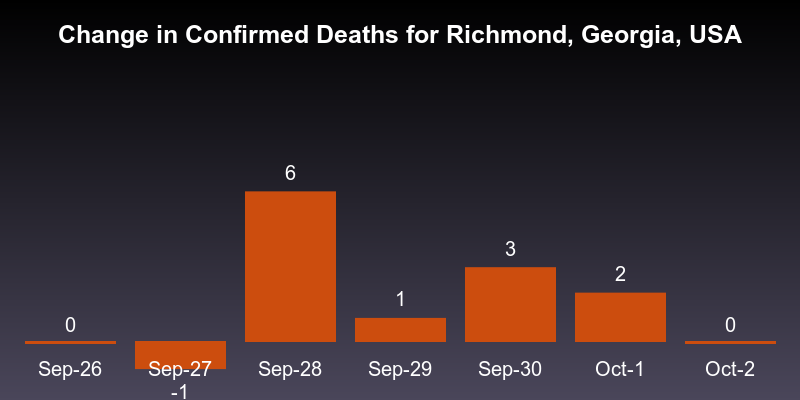 Change in Confirmed Deaths for Richmond, Georgia, USA
6
3
2
1
0
0
Sep-26
Sep-27
Sep-28
Sep-29
Sep-30
Oct-1
Oct-2
-1